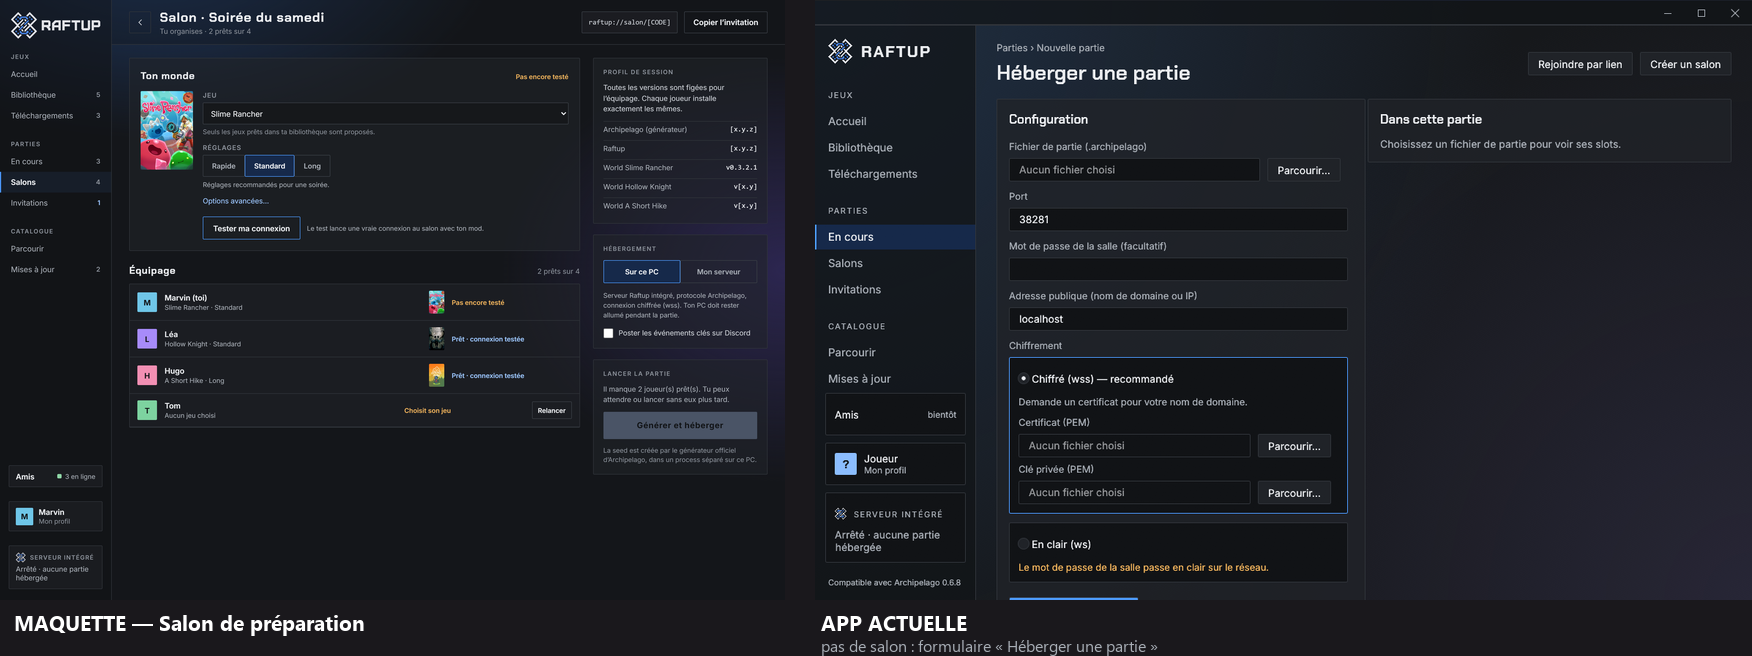 RAFTUP
JEUX
Accueil
Bibliothèque 5
Téléchargements 3
PARTIES
En cours 3
Salons 4
Invitations 1
CATALOGUE
Parcourir
Mises à jour 2
Amis 3 en ligne
M Marvin
Mon profil
SERVEUR INTÉGRÉ
Arrêté · aucune partie
hébergée
Salon · Soirée du samedi
Tu organises · 2 prêts sur 4
raftup://salon/[CODE]
Copier l'invitation
Ton monde
Pas encore testé
Slime Rancher
JEU
Slime Rancher
Seuls les jeux prêts dans ta bibliothèque sont proposés.
RÉGLAGES
Rapide Standard Long
Réglages recommandés pour une soirée.
Options avancées...
Tester ma connexion
Le test lance une vraie connexion au salon avec ton mod.
Équipage
2 prêts sur 4
M Marvin (toi)
Slime Rancher · Standard
Pas encore testé
L Léa
Hollow Knight · Standard
Prêt · connexion testée
H Hugo
A Short Hike · Long
Prêt · connexion testée
T Tom
Aucun jeu choisi
Choisit son jeu
Relancer
PROFIL DE SESSION
Toutes les versions sont figées pour
l'équipage. Chaque joueur installe
exactement les mêmes.
Archipelago (générateur) [x.y.z]
Raftup [x.y.z]
World Slime Rancher v0.3.2.1
World Hollow Knight v[x.y]
World A Short Hike v[x.y]
HÉBERGEMENT
Sur ce PC Mon serveur
Serveur Raftup intégré, protocole Archipelago,
connexion chiffrée (wss). Ton PC doit rester
allumé pendant la partie.
Poster les événements clés sur Discord
LANCER LA PARTIE
Il manque 2 joueur(s) prêt(s). Tu peux
attendre ou lancer sans eux plus tard.
Générer et héberger
La seed est créée par le générateur officiel
d'Archipelago, dans un process séparé sur ce PC.
MAQUETTE — Salon de préparation
RAFTUP
JEUX
Accueil
Bibliothèque
Téléchargements
PARTIES
En cours
Salons
Invitations
CATALOGUE
Parcourir
Mises à jour
Amis bientôt
? Joueur
Mon profil
SERVEUR INTÉGRÉ
Arrêté · aucune partie
hébergée
Compatible avec Archipelago 0.6.8
Parties › Nouvelle partie
Héberger une partie
Rejoindre par lien
Créer un salon
Configuration
Fichier de partie (.archipelago)
Aucun fichier choisi
Parcourir...
Port
38281
Mot de passe de la salle (facultatif)
Adresse publique (nom de domaine ou IP)
localhost
Chiffrement
Chiffré (wss) — recommandé
Demande un certificat pour votre nom de domaine.
Certificat (PEM)
Aucun fichier choisi
Parcourir...
Clé privée (PEM)
Aucun fichier choisi
Parcourir...
En clair (ws)
Le mot de passe de la salle passe en clair sur le réseau.
Dans cette partie
Choisissez un fichier de partie pour voir ses slots.
APP ACTUELLE
pas de salon : formulaire « Héberger une partie »